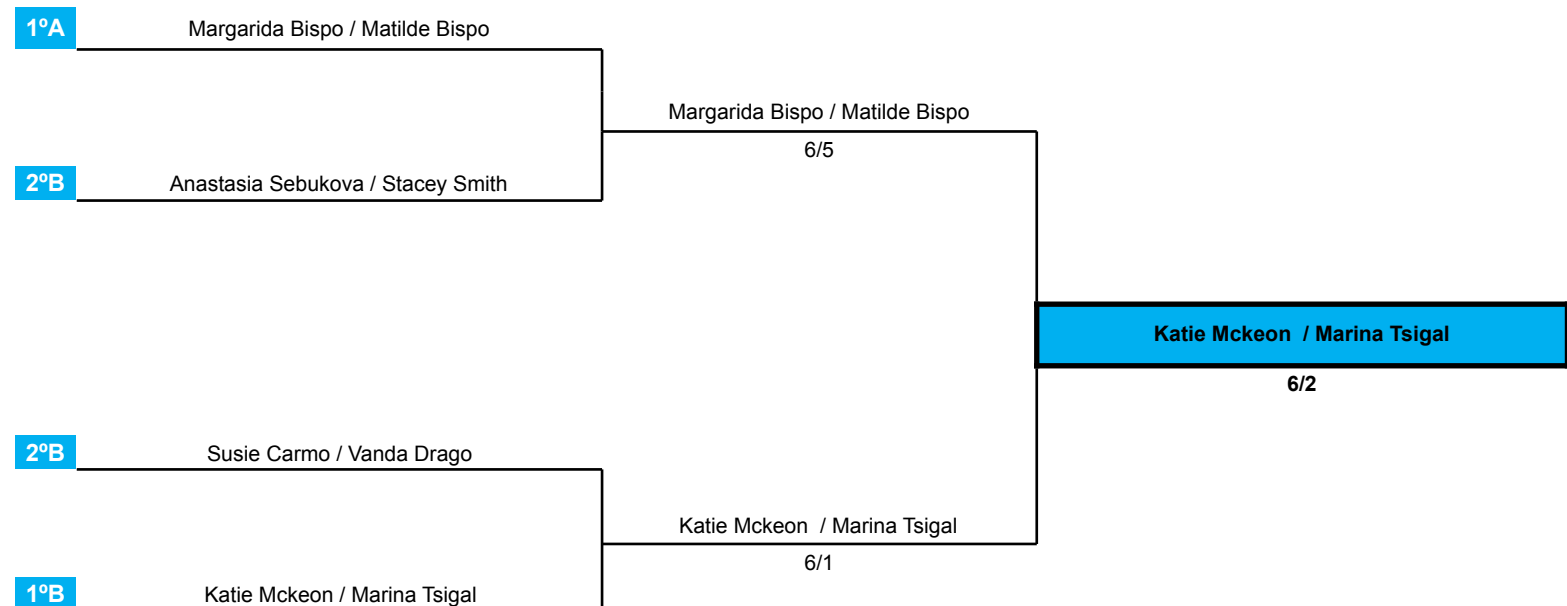 1ºA Margarida Bispo / Matilde Bispo
Margarida Bispo / Matilde Bispo
6/5
2ºB Anastasia Sebukova / Stacey Smith
Katie Mckeon / Marina Tsigal
6/2
2ºB Susie Carmo / Vanda Drago
Katie Mckeon / Marina Tsigal
6/1
1ºB Katie Mckeon / Marina Tsigal